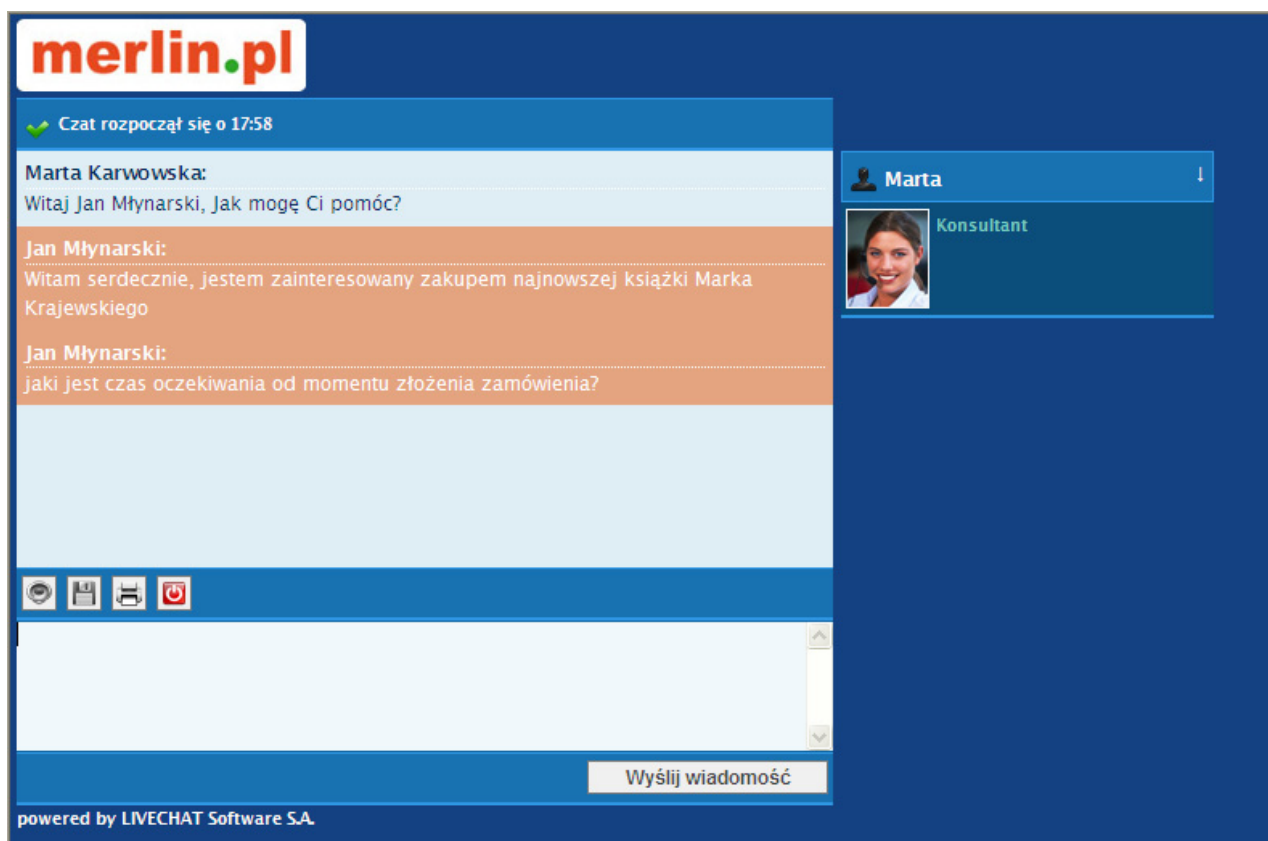 merlin.pl
Czat rozpoczął się o 17:58
Marta Karwowska:
Witaj Jan Młynarski, Jak mogę Ci pomóc?
Jan Młynarski:
Witam serdecznie, jestem zainteresowany zakupem najnowszej książki Marka
Krajewskiego
Jan Młynarski:
jaki jest czas oczekiwania od momentu złożenia zamówienia?
Marta
Konsultant
Wyślij wiadomość
powered by LIVECHAT Software S.A.